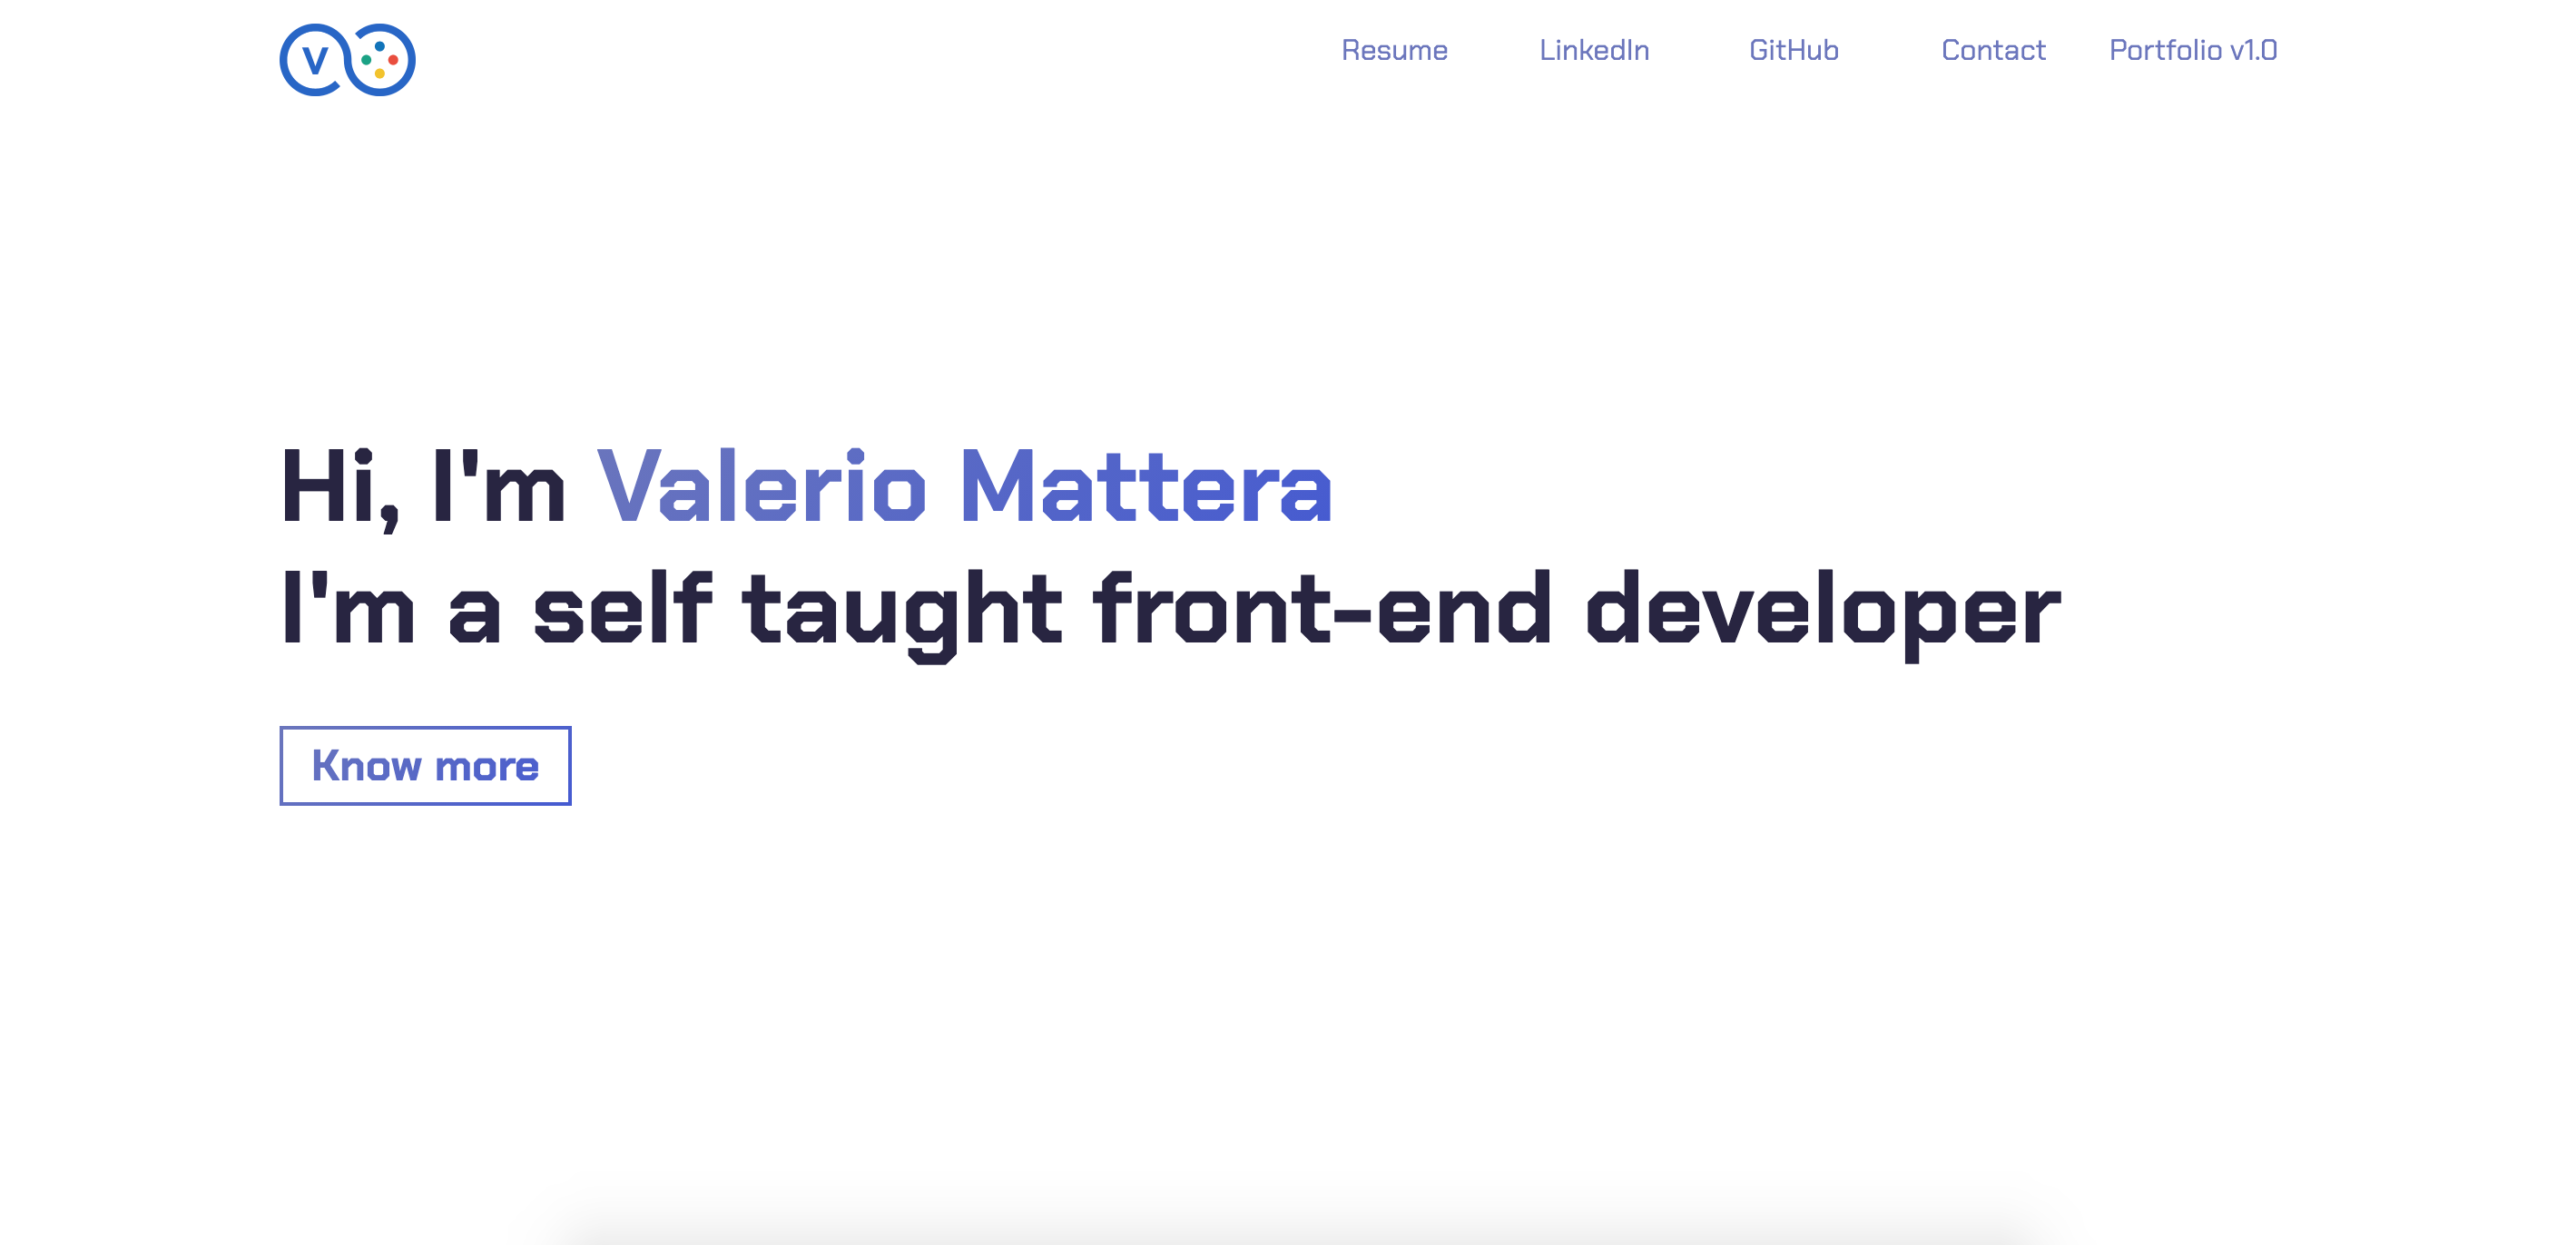 V
Resume LinkedIn GitHub Contact Portfolio v1.0
Hi, I'm Valerio Mattera
I'm a self taught front-end developer
Know more